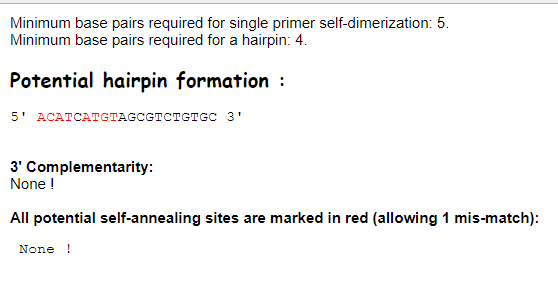 Minimum base pairs required for single primer self-dimerization: 5.
Minimum base pairs required for a hairpin: 4.
Potential hairpin formation :
5' ACATCATGTAGCGTCTGTGC 3'
3' Complementarity:
None !
All potential self-annealing sites are marked in red (allowing 1 mis-match):
None !